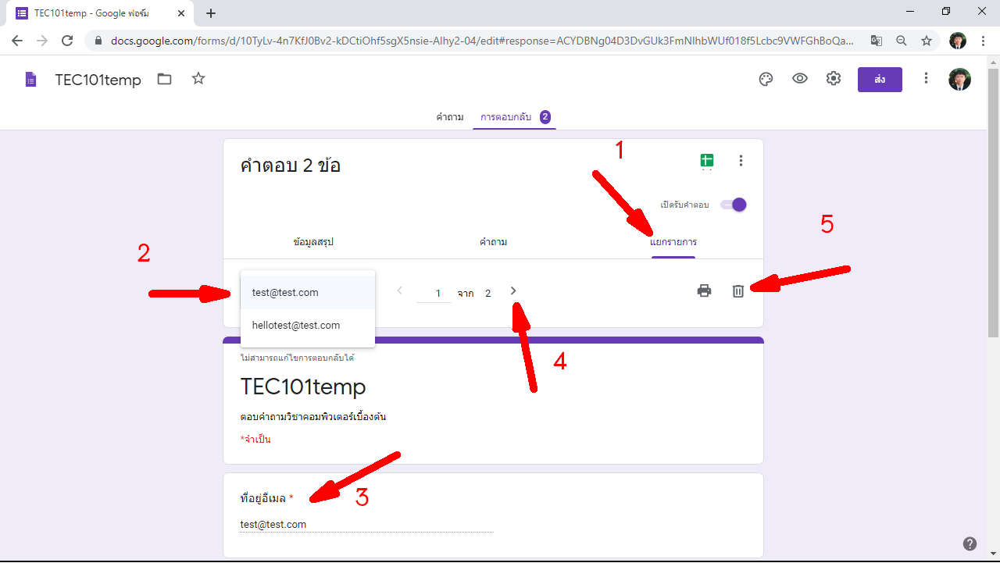 TEC101temp - Google ฟอร์ม
docs.google.com/forms/d/10TyLv-4n7KfJ0Bv2-kDCtiOhf5sgX5nsie-Alhy2-04/edit#response=ACYDBNg04D3DvGUk3FmNlhbWUf018f5Lcbc9VWFGhBoQa...
TEC101temp
ส่ง
คำถาม การตอบกลับ 2
1
คำตอบ 2 ข้อ
เปิดรับคำตอบ
5
ข้อมูลสรุป คำถาม แยกรายการ
2
test@test.com
1 จาก 2
hellotest@test.com
ไม่สามารถแก้ไขการตอบกลับได้
4
TEC101temp
ตอบคำถามวิชาคอมพิวเตอร์เบื้องต้น
*จำเป็น
ที่อยู่อีเมล *
3
test@test.com